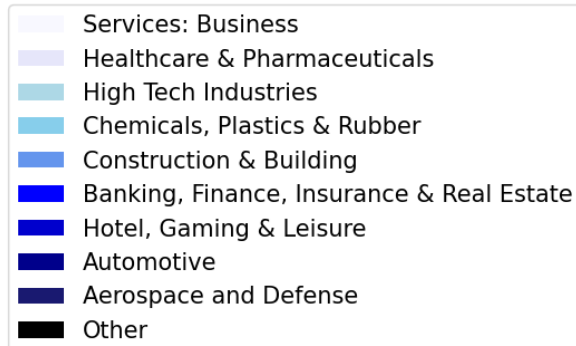 Services: Business
Healthcare & Pharmaceuticals
High Tech Industries
Chemicals, Plastics & Rubber
Construction & Building
Banking, Finance, Insurance & Real Estate
Hotel, Gaming & Leisure
Automotive
Aerospace and Defense
Other